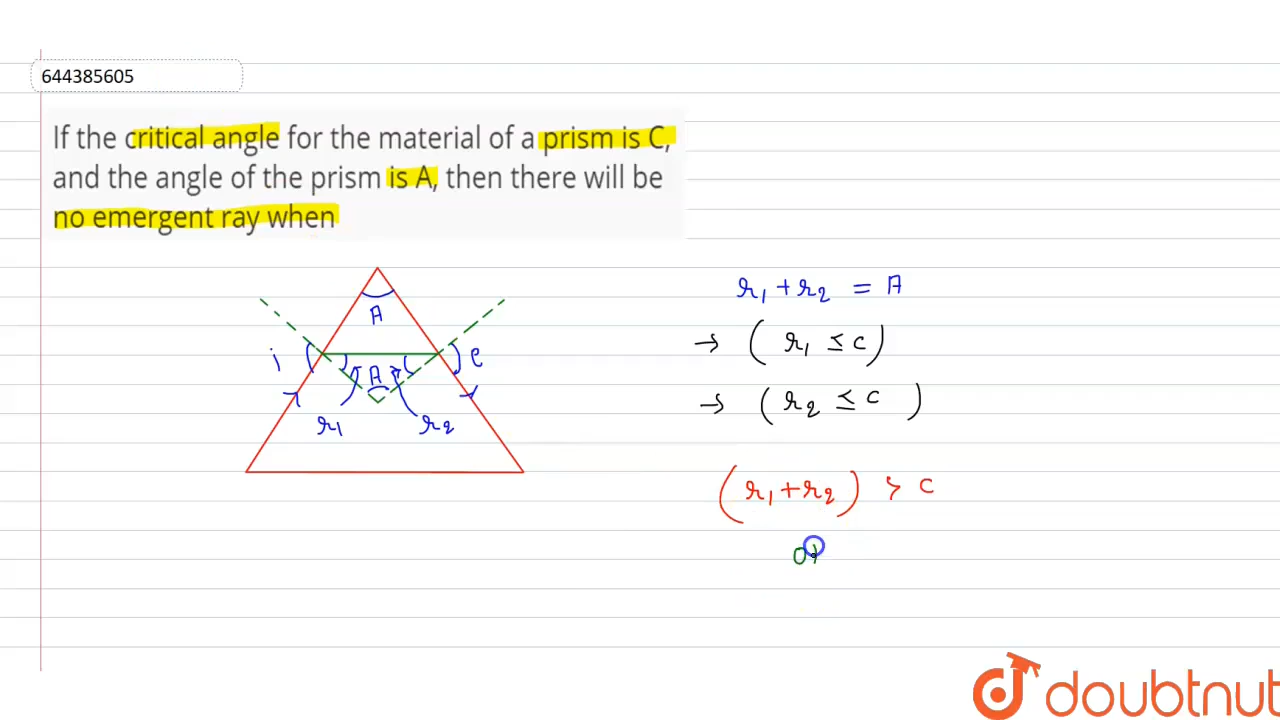 644385605
If the critical angle for the material of a prism is C,
and the angle of the prism is A, then there will be
no emergent ray when
A
i
A
e
r1
r2
r1 + r2 = A
→ (r1 ≤ c)
→ (r2 ≤ c)
(r1 + r2) > c
doubtnut